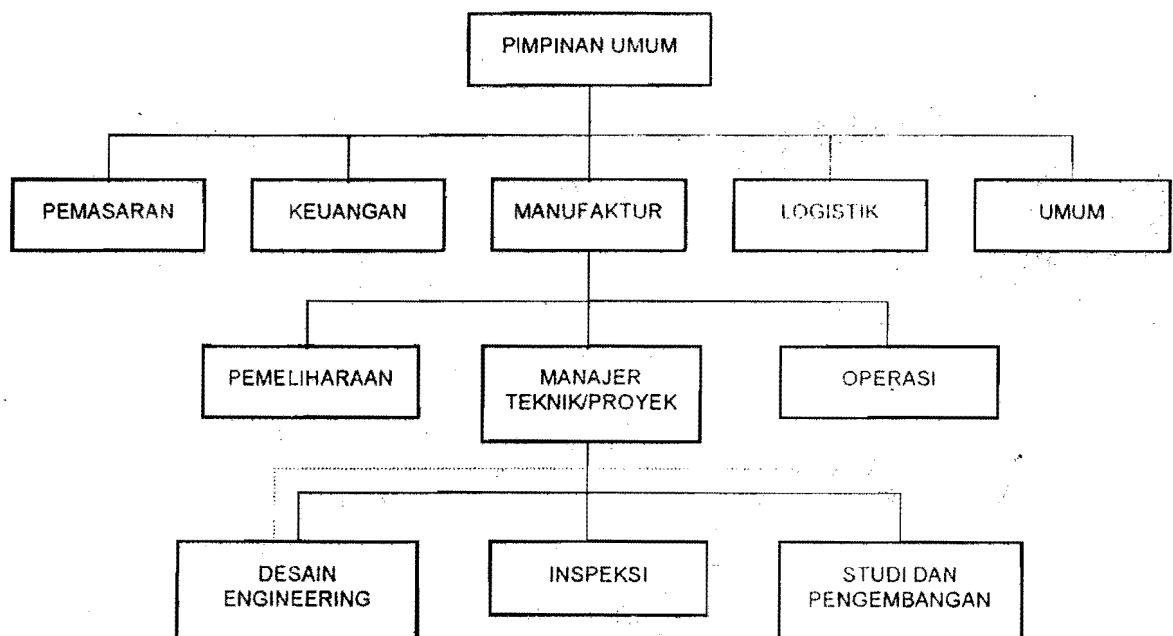 PIMPINAN UMUM
PEMASARAN
KEUANGAN
MANUFAKTUR
LOGISTIK
UMUM
PEMELIHARAAN
MANAJER
TEKNIK/PROYEK
OPERASI
DESAIN
ENGINEERING
INSPEKSI
STUDI DAN
PENGEMBANGAN